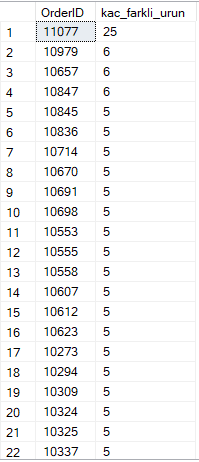 OrderID kac_farkli_urun
1 11077 25
2 10979 6
3 10657 6
4 10847 6
5 10845 5
6 10836 5
7 10714 5
8 10670 5
9 10691 5
10 10698 5
11 10553 5
12 10555 5
13 10558 5
14 10607 5
15 10612 5
16 10623 5
17 10273 5
18 10294 5
19 10309 5
20 10324 5
21 10325 5
22 10337 5